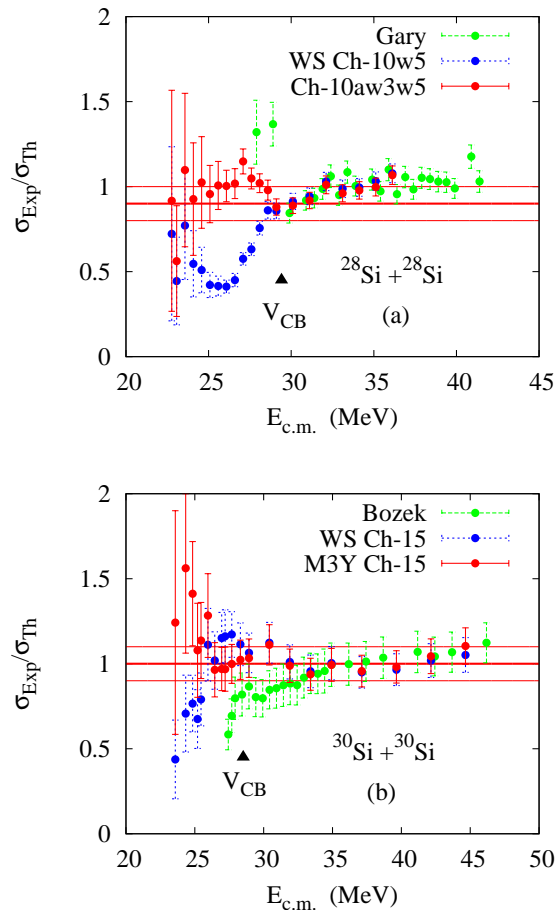 Gary
WS Ch-10w5
Ch-10aw3w5
σExp/σTh
2
1.5
1
0.5
0
28Si + 28Si
VCB
(a)
20 25 30 35 40 45
Ec.m. (MeV)
Bozek
WS Ch-15
M3Y Ch-15
σExp/σTh
2
1.5
1
0.5
0
30Si + 30Si
VCB
(b)
20 25 30 35 40 45 50
Ec.m. (MeV)